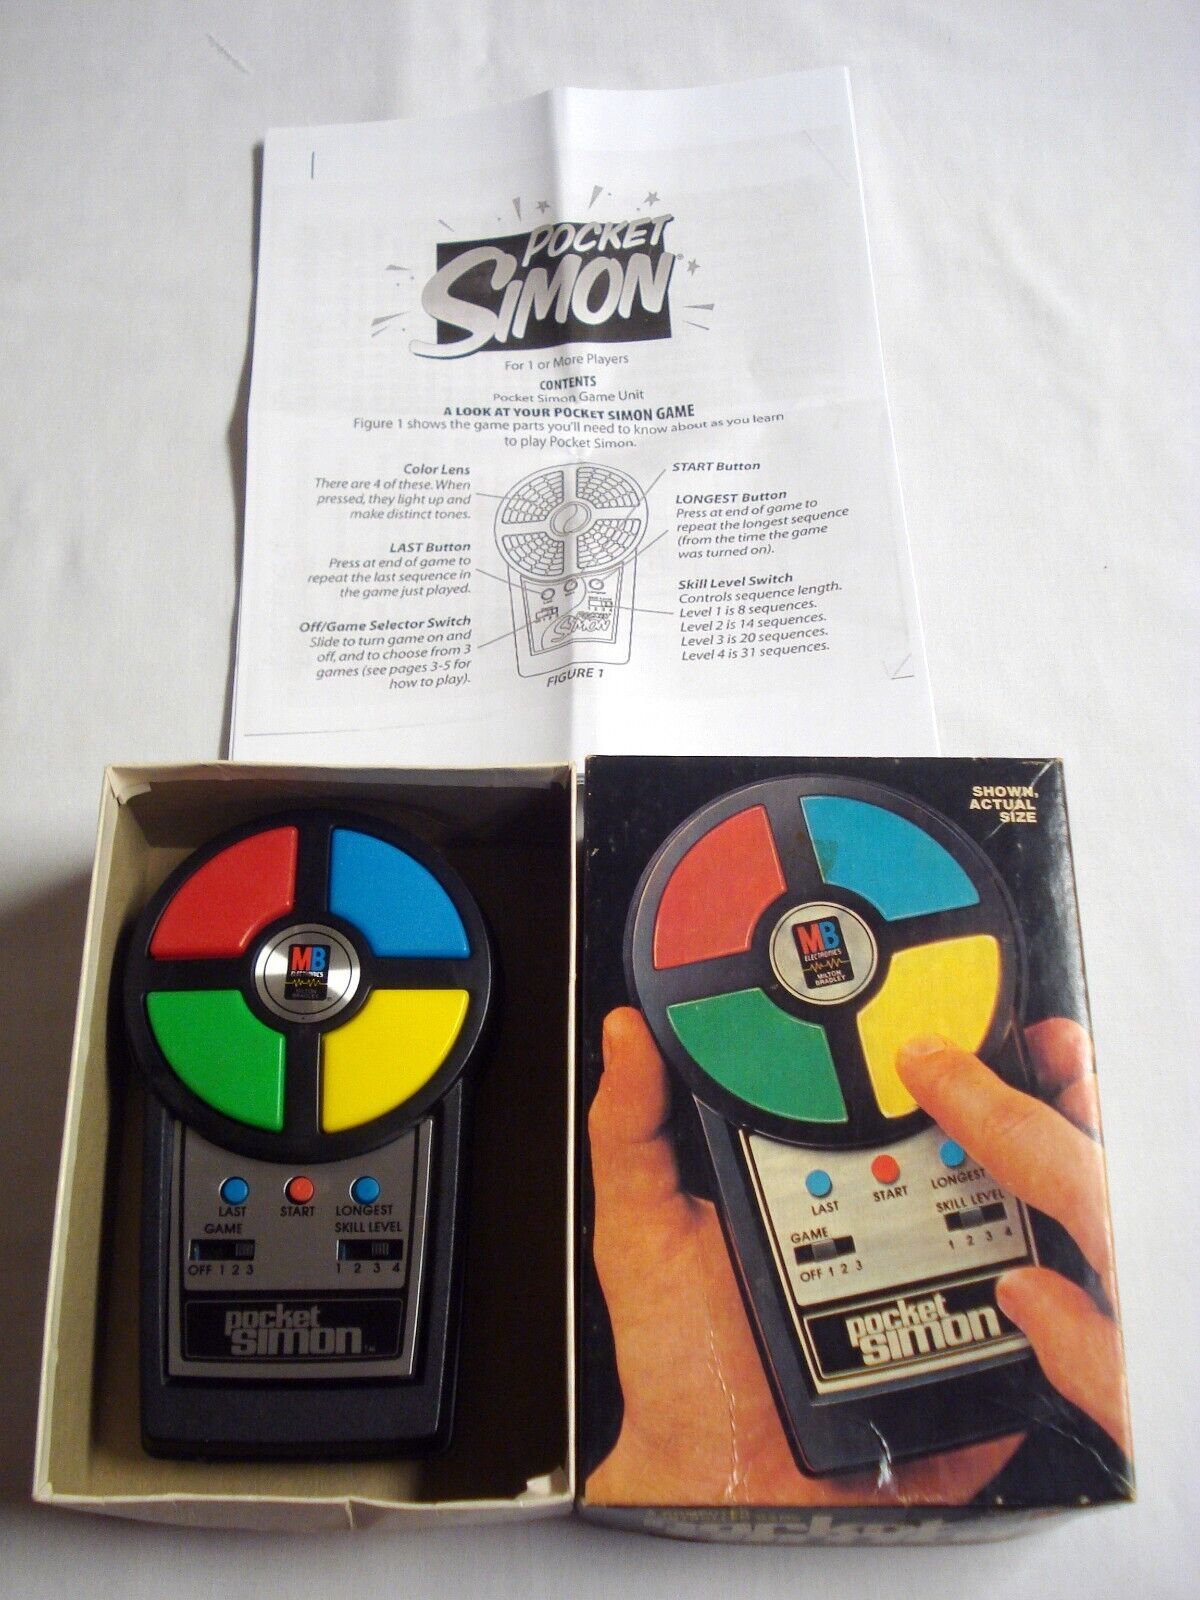 POCKET
SIMON®
For 1 or More Players
CONTENTS
Pocket Simon Game Unit
A LOOK AT YOUR POCKET SIMON GAME
Figure 1 shows the game parts you'll need to know about as you learn
to play Pocket Simon.
Color Lens
There are 4 of these. When
pressed, they light up and
make distinct tones.
LAST Button
Press at end of game to
repeat the last sequence in
the game just played.
Off/Game Selector Switch
Slide to turn game on and
off, and to choose from 3
games (see pages 3-5 for
how to play).
START Button
LONGEST Button
Press at end of game to
repeat the longest sequence
(from the time the game
was turned on).
Skill Level Switch
Controls sequence length.
Level 1 is 8 sequences.
Level 2 is 14 sequences.
Level 3 is 20 sequences.
Level 4 is 31 sequences.
POCKET
SIMON
FIGURE 1
MB
ELECTRONICS
MILTON
BRADLEY
LAST START LONGEST
GAME SKILL LEVEL
OFF 1 2 3 1 2 3 4
pocket
simon™
SHOWN,
ACTUAL
SIZE
MB
ELECTRONICS
MILTON
BRADLEY
LAST START LONGEST
GAME SKILL LEVEL
OFF 1 2 3 1 2 3 4
pocket
simon
pocket